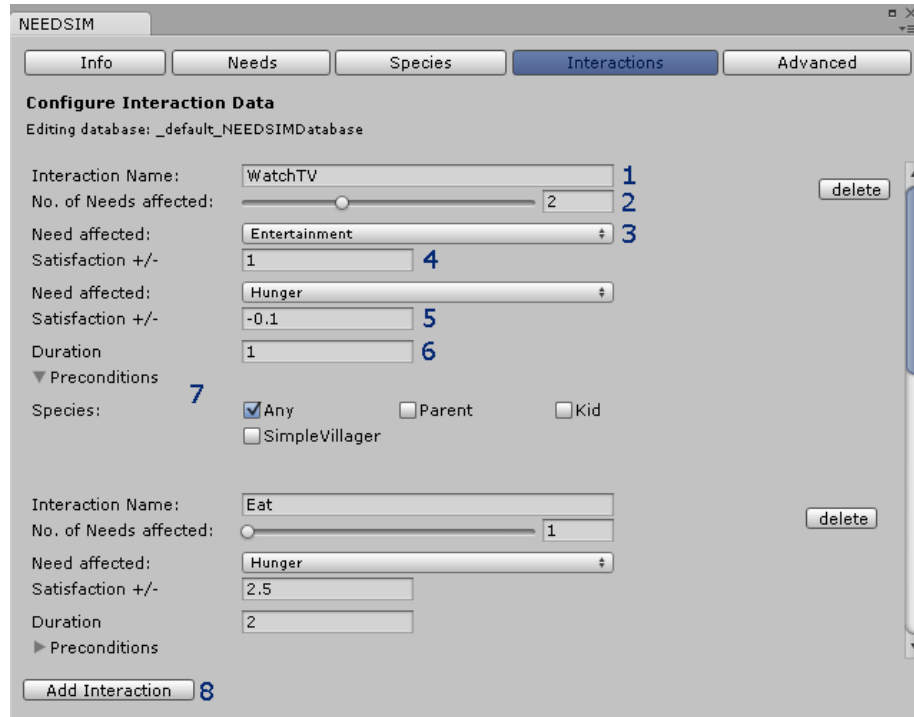 NEEDSIM
Info Needs Species Interactions Advanced
Configure Interaction Data
Editing database: _default_NEEDSIMDatabase
Interaction Name: WatchTV 1 delete
No. of Needs affected: 2 2
Need affected: Entertainment 3
Satisfaction +/- 1 4
Need affected: Hunger
Satisfaction +/- -0.1 5
Duration 1 6
Preconditions 7
Species: Any Parent Kid
SimpleVillager
Interaction Name: Eat delete
No. of Needs affected: 1
Need affected: Hunger
Satisfaction +/- 2.5
Duration 2
Preconditions
Add Interaction 8